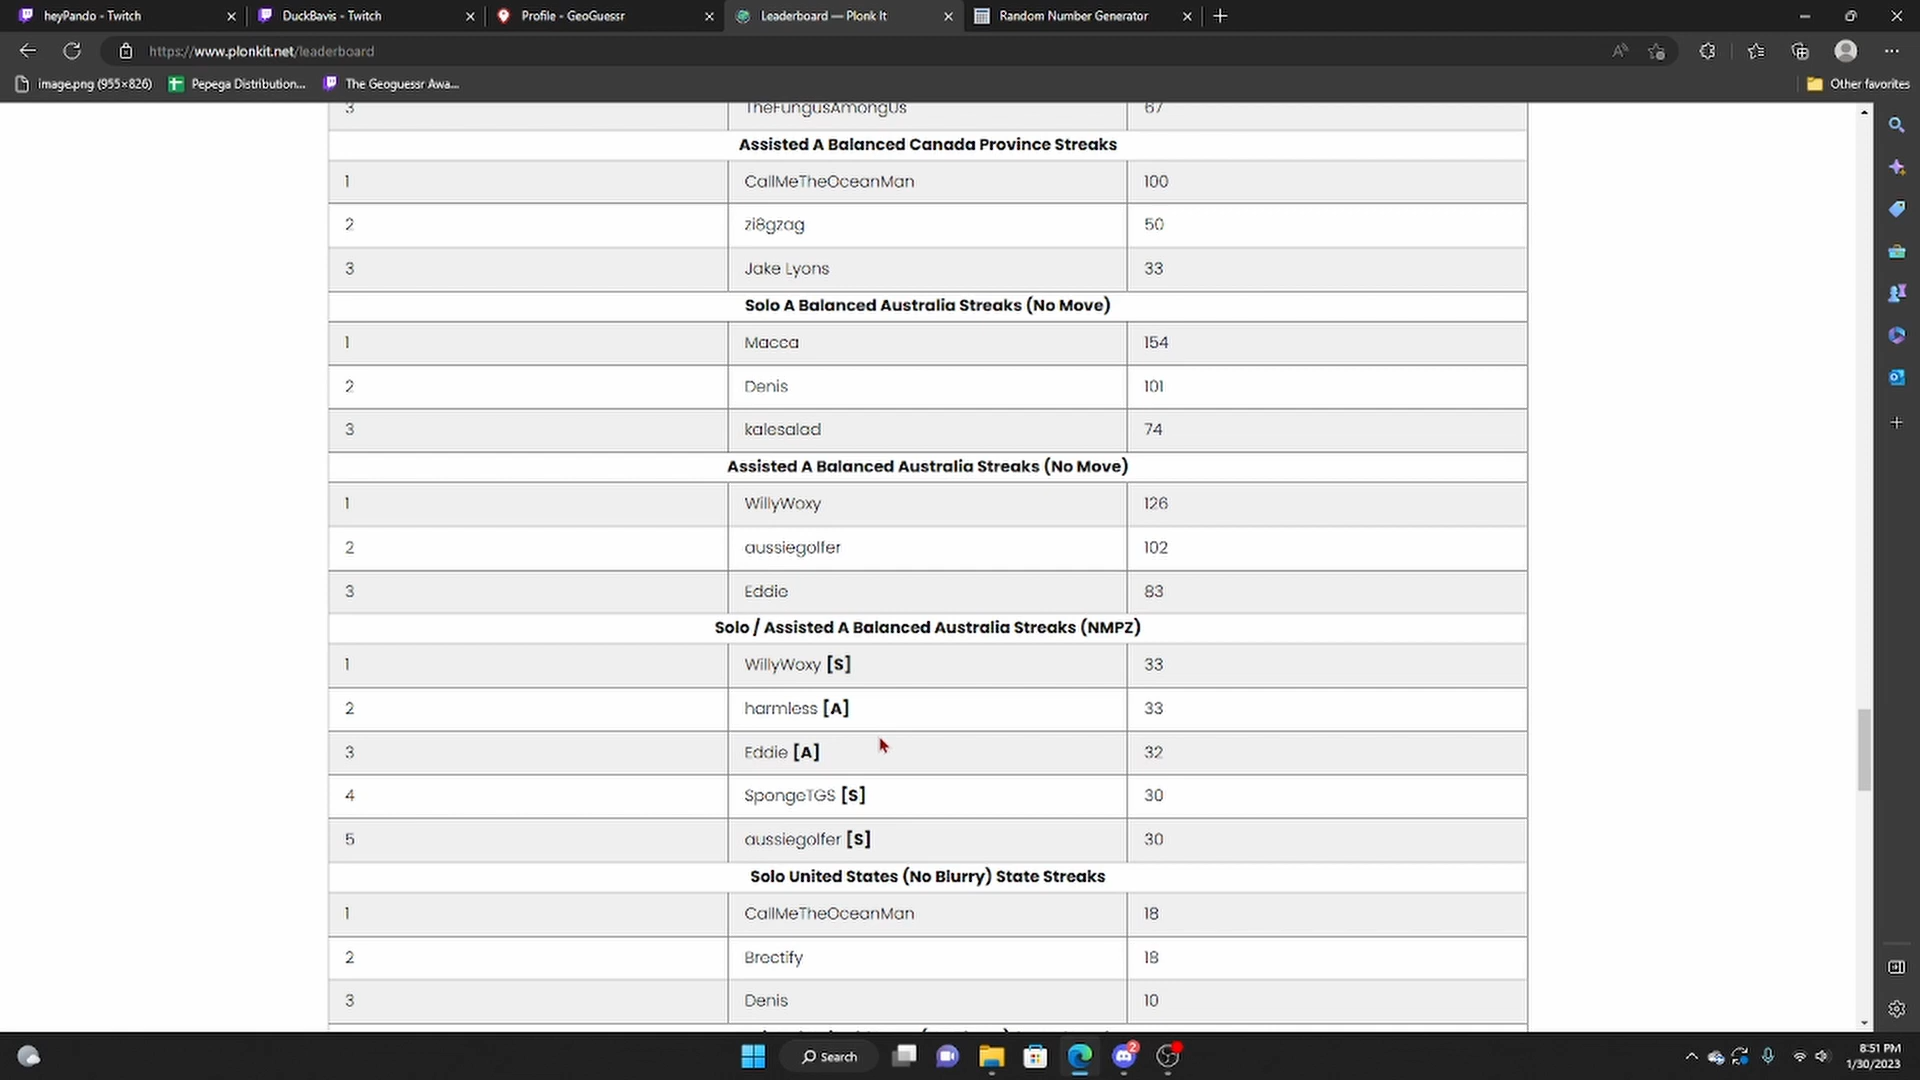 heyPando - Twitch
DuckBavis - Twitch
Profile - GeoGuessr
Leaderboard — Plonk It
Random Number Generator
https://www.plonkit.net/leaderboard
image.png (955×826)
Pepega Distribution...
The Geoguessr Awa...
Other favorites
3 TheFungusAmongUs 67
Assisted A Balanced Canada Province Streaks
1 CallMeTheOceanMan 100
2 zi8gzag 50
3 Jake Lyons 33
Solo A Balanced Australia Streaks (No Move)
1 Macca 154
2 Denis 101
3 kalesalad 74
Assisted A Balanced Australia Streaks (No Move)
1 WillyWoxy 126
2 aussiegolfer 102
3 Eddie 83
Solo / Assisted A Balanced Australia Streaks (NMPZ)
1 WillyWoxy [S] 33
2 harmless [A] 33
3 Eddie [A] 32
4 SpongeTGS [S] 30
5 aussiegolfer [S] 30
Solo United States (No Blurry) State Streaks
1 CallMeTheOceanMan 18
2 Brectify 18
3 Denis 10
Search
2
8:51 PM
1/30/2023